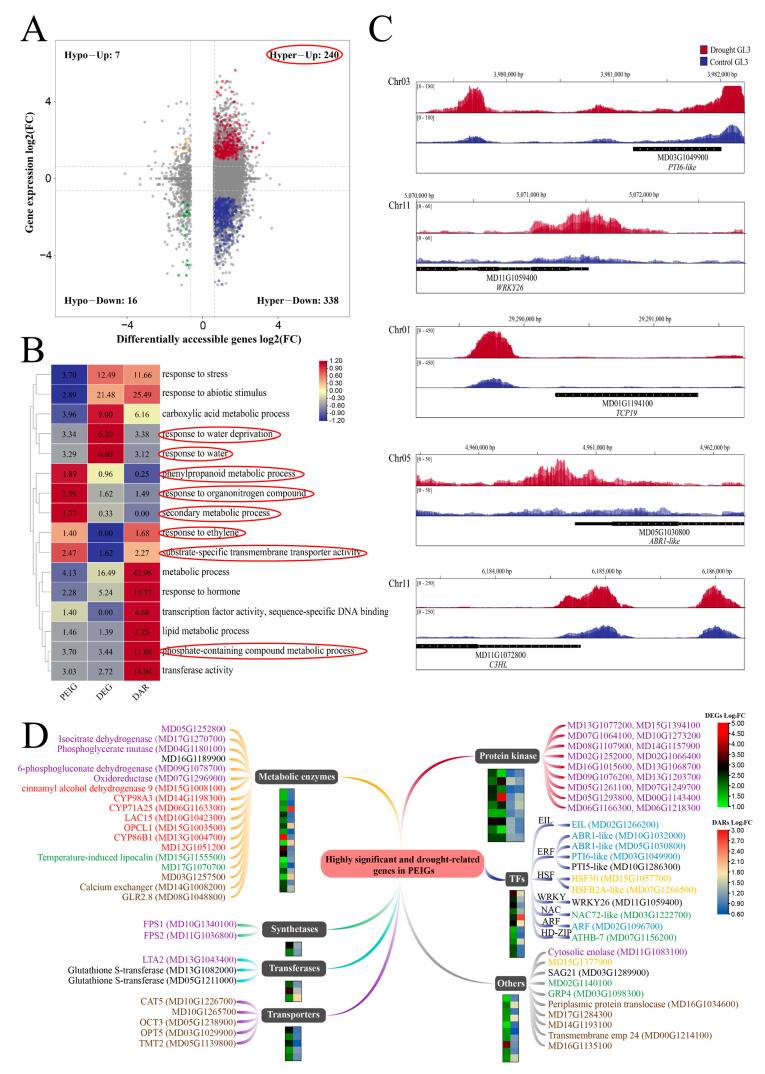 A
Hypo−Up: 7
Hyper−Up: 240
Gene expression log2(FC)
4
0
−4
Hypo−Down: 16
Hyper−Down: 338
−4
0
4
Differentially accessible genes log2(FC)
B
3.70 12.49 11.66 response to stress
2.89 21.48 25.49 response to abiotic stimulus
3.96 9.00 6.16 carboxylic acid metabolic process
3.34 6.20 3.38 response to water deprivation
3.29 6.00 3.12 response to water
1.89 0.96 0.25 phenylpropanoid metabolic process
2.59 1.62 1.49 response to organonitrogen compound
1.77 0.33 0.00 secondary metabolic process
1.40 0.00 1.68 response to ethylene
2.47 1.62 2.27 substrate-specific transmembrane transporter activity
4.13 16.49 42.96 metabolic process
2.28 5.24 15.77 response to hormone
1.40 0.00 4.68 transcription factor activity, sequence-specific DNA binding
1.46 1.39 3.23 lipid metabolic process
3.70 3.44 11.68 phosphate-containing compound metabolic process
3.03 2.72 14.04 transferase activity
PEIG DEG DAR
1.20
0.90
0.60
0.30
0.00
-0.30
-0.60
-0.90
-1.20
C
Drought GL3
Control GL3
3,980,000 bp 3,981,000 bp 3,982,000 bp
Chr03
[0 - 180]
[0 - 180]
MD03G1049900
PTI6-like
5,070,000 bp 5,071,000 bp 5,072,000 bp
Chr11
[0 - 60]
[0 - 60]
MD11G1059400
WRKY26
29,290,000 bp 29,291,000 bp
Chr01
[0 - 450]
[0 - 450]
MD01G1194100
TCP19
4,960,000 bp 4,961,000 bp 4,962,000 bp
Chr05
[0 - 50]
[0 - 50]
MD05G1030800
ABR1-like
6,184,000 bp 6,185,000 bp 6,186,000 bp
Chr11
[0 - 250]
[0 - 250]
MD11G1072800
C3HL
D
MD05G1252800
Isocitrate dehydrogenase (MD17G1270700)
Phosphoglycerate mutase (MD04G1180100)
MD16G1189900
6-phosphogluconate dehydrogenase (MD09G1078700)
Oxidoreductase (MD07G1296900)
cinnamyl alcohol dehydrogenase 9 (MD15G1008100)
CYP98A3 (MD14G1198300)
CYP71A25 (MD06G1163300)
LAC15 (MD10G1042300)
OPCL1 (MD15G1003500)
CYP86B1 (MD13G1004700)
MD12G1051200
Temperature-induced lipocalin (MD15G1155500)
MD17G1070700
MD03G1257500
Calcium exchanger (MD14G1008200)
GLR2.8 (MD08G1048800)
Metabolic enzymes
FPS1 (MD10G1340100)
FPS2 (MD11G1036800)
Synthetases
LTA2 (MD13G1043400)
Glutathione S-transferase (MD13G1082000)
Glutathione S-transferase (MD05G1211000)
Transferases
CAT5 (MD10G1226700)
MD10G1265700
OCT3 (MD05G1238900)
OPT5 (MD03G1029900)
TMT2 (MD05G1139800)
Transporters
Highly significant and drought-related
genes in PEIGs
Protein kinase
MD13G1077200, MD15G1394100
MD07G1064100, MD10G1273200
MD08G1107900, MD14G1157900
MD02G1252000, MD02G1066400
MD16G1015600, MD13G1068700
MD09G1076200, MD13G1203700
MD05G1261100, MD07G1249700
MD05G1293800, MD00G1143400
MD06G1166300, MD06G1218300
TFs
EIL
EIL (MD02G1266200)
ERF
ABR1-like (MD10G1032000)
ABR1-like (MD05G1030800)
PTI6-like (MD03G1049900)
PTI5-like (MD10G1286300)
HSF
HSF30 (MD15G1057700)
HSFB2A-like (MD07G1266500)
WRKY
WRKY26 (MD11G1059400)
NAC
NAC72-like (MD03G1222700)
ARF
ARF (MD02G1096700)
HD-ZIP
ATHB-7 (MD07G1156200)
Others
Cytosolic enolase (MD11G1083100)
MD15G1377900
SAG21 (MD03G1289900)
MD02G1140100
GRP4 (MD03G1098300)
Periplasmic protein translocase (MD16G1034600)
MD17G1284300
MD14G1193100
Transmembrane emp 24 (MD00G1214100)
MD16G1135100
DEGs Log2FC
5.00
4.50
4.00
3.50
3.00
2.50
2.00
1.50
1.00
DARs Log2FC
3.00
2.70
2.40
2.10
1.80
1.50
1.20
0.90
0.60